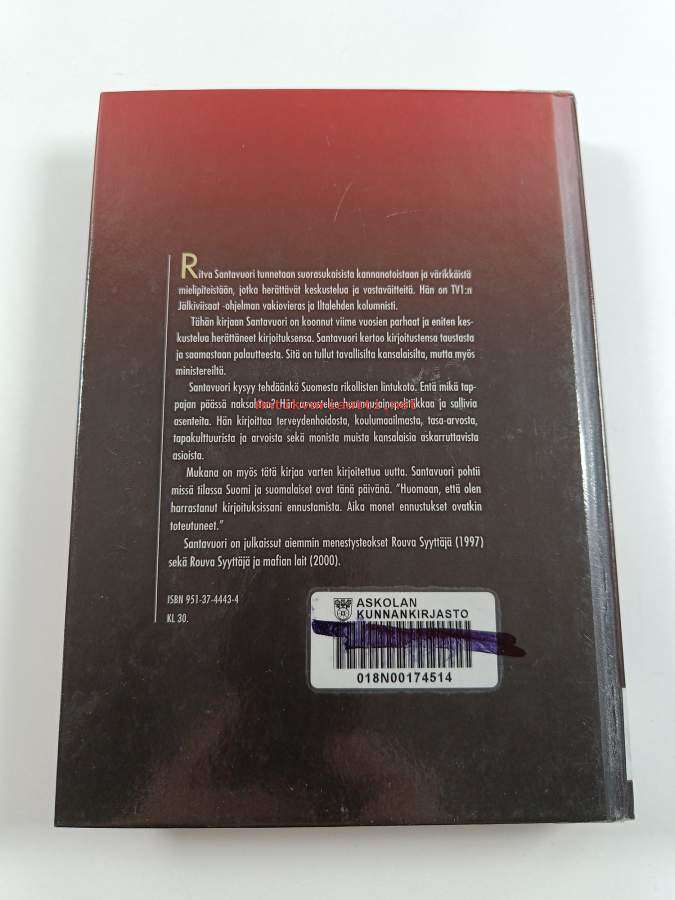 Ritva Santavuori tunnetaan suorasukaisista kannanotoistaan ja värikkäistä
mielipiteistään, jotka herättävät keskustelua ja vastaväitteitä. Hän on TV1:n
Jälkiviisaat -ohjelman vakiovieras ja Iltalehden kolumnisti.
Tähän kirjaan Santavuori on koonnut viime vuosien parhaat ja eniten kes-
kustelua herättäneet kirjoituksensa. Santavuori kertoo kirjoitustensa taustasta
ja saamastaan palautteesta. Sitä on tullut tavallisilta kansalaisilta, mutta myös
ministereiltä.
Santavuori kysyy tehdäänkö Suomesta rikollisten lintukoto. Entä mikä tap-
pajan päässä naksahtaa? Hän arvostelee ja sallivia
asenteita. Hän kirjoittaa terveydenhoidosta, koulumaailmasta, tasa-arvosta,
tapakulttuurista ja arvoista sekä monista muista kansalaisia askarruttavista
asioista.
Mukana on myös tätä kirjaa varten kirjoitettua uutta. Santavuori pohtii
missä tilassa Suomi ja suomalaiset ovat tänä päivänä. ”Huomaan, että olen
harrastanut kirjoituksissani ennustamista. Aika monet ennustukset ovatkin
toteutuneet.”
Santavuori on julkaissut aiemmin menestysteokset Rouva Syyttäjä (1997)
sekä Rouva Syyttäjä ja mafian lait (2000).
ISBN 951-37-4443-4
KL 30.
ASKOLAN
KUNNANKIRJASTO
018N00174514